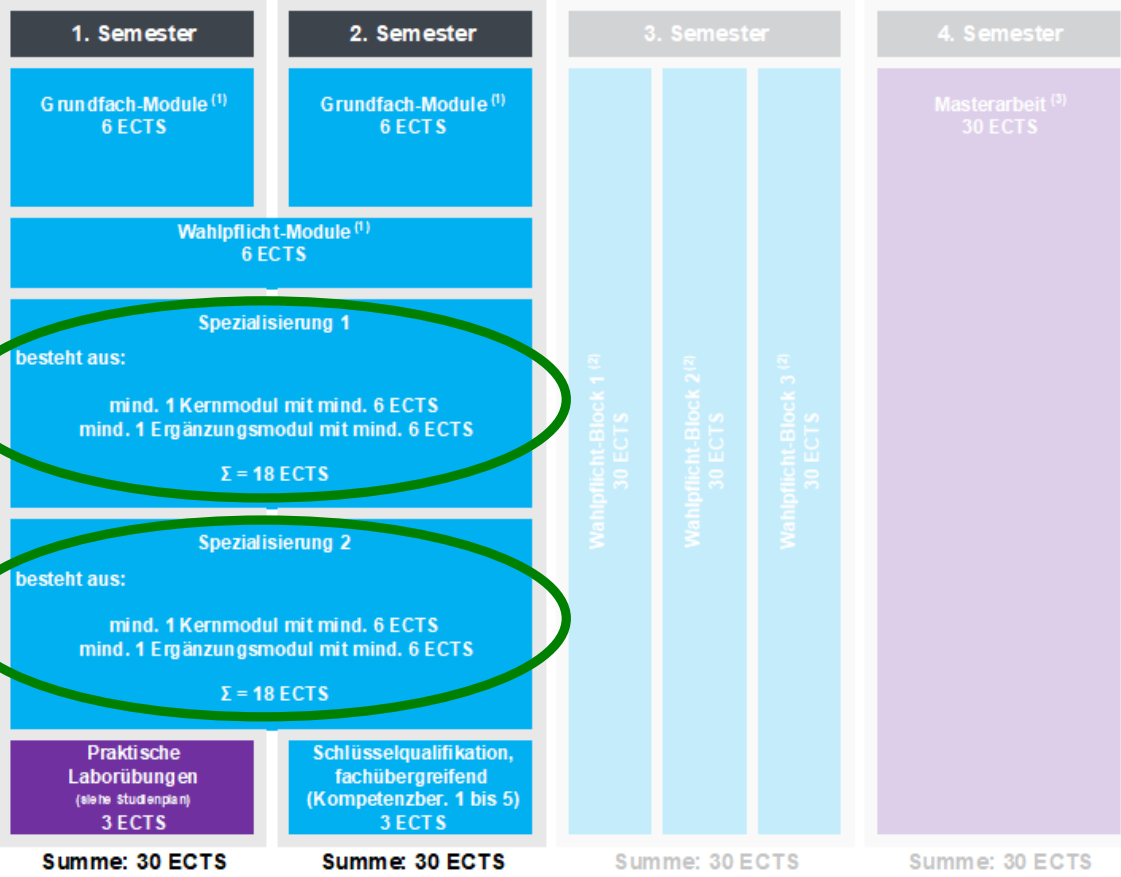 1. Semester
2. Semester
3. Semester
4. Semester
Grundfach-Module (1)
6 ECTS
Grundfach-Module (1)
6 ECTS
Wahlpflicht-Module (1)
6 ECTS
Spezialisierung 1
besteht aus:
mind. 1 Kernmodul mit mind. 6 ECTS
mind. 1 Ergänzungsmodul mit mind. 6 ECTS
Σ = 18 ECTS
Spezialisierung 2
besteht aus:
mind. 1 Kernmodul mit mind. 6 ECTS
mind. 1 Ergänzungsmodul mit mind. 6 ECTS
Σ = 18 ECTS
Praktische
Laborübungen
(siehe Studienplan)
3 ECTS
Schlüsselqualifikation,
fachübergreifend
(Kompetenzber. 1 bis 5)
3 ECTS
Wahlpflicht-Block 1 (2)
30 ECTS
Wahlpflicht-Block 2 (2)
30 ECTS
Wahlpflicht-Block 3 (2)
30 ECTS
Masterarbeit (3)
30 ECTS
Summe: 30 ECTS
Summe: 30 ECTS
Summe: 30 ECTS
Summe: 30 ECTS